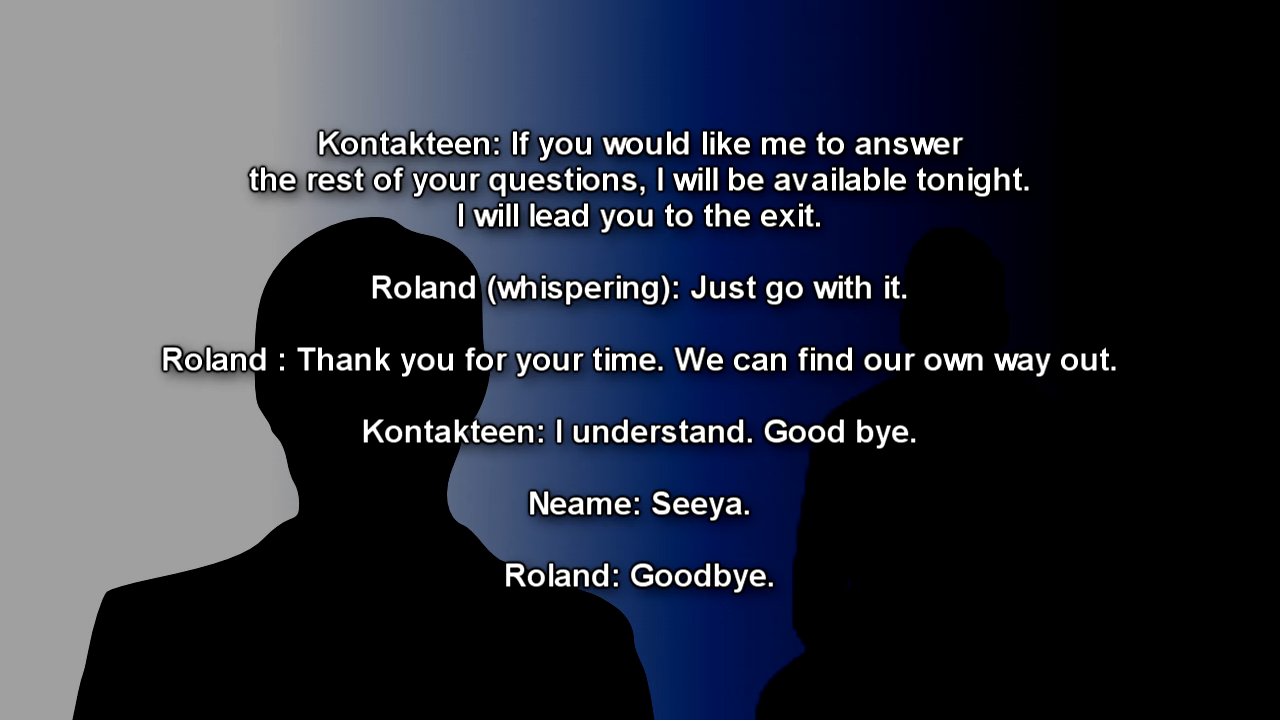 Kontakteen: If you would like me to answer
the rest of your questions, I will be available tonight.
I will lead you to the exit.
Roland (whispering): Just go with it.
Roland : Thank you for your time. We can find our own way out.
Kontakteen: I understand. Good bye.
Neame: Seeya.
Roland: Goodbye.